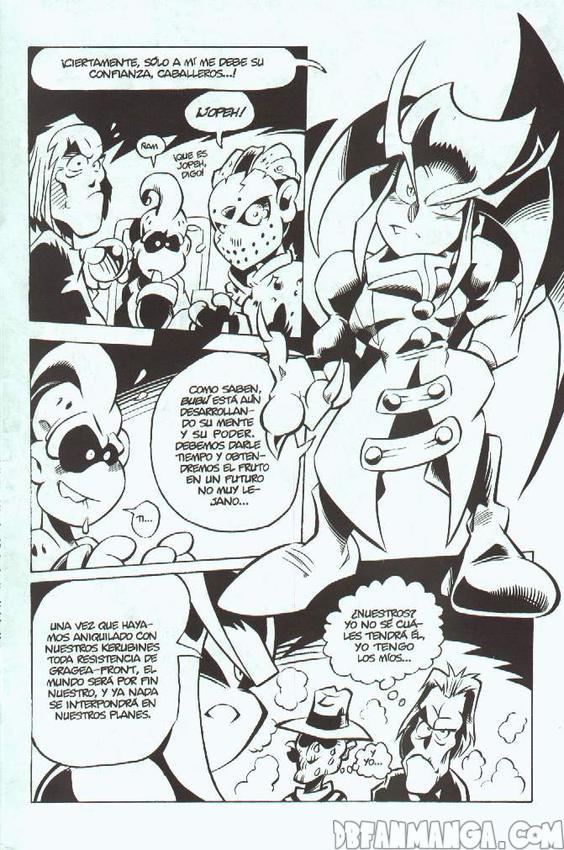 ¡CIERTAMENTE, SÓLO A MÍ ME DEBE SU
CONFIANZA, CABALLEROS...!
¡JOPEH!
ÑAM
¡QUE ES
JOPEH,
DIGO!
COMO SABEN,
BUBÚ ESTÁ AÚN
DESARROLLAN-
DO SU MENTE
Y SU PODER.
DEBEMOS DARLE
TIEMPO Y OBTEN-
DREMOS EL FRUTO
EN UN FUTURO
NO MUY LE-
JANO...
TI...
UNA VEZ QUE HAYA-
MOS ANIQUILADO CON
NUESTROS KERUBINES
TODA RESISTENCIA DE
GRAGEA-FRONT, EL
MUNDO SERÁ POR FIN
NUESTRO, Y YA NADA
SE INTERPONDRÁ EN
NUESTROS PLANES.
¿NUESTROS?
YO NO SÉ CUÁ-
LES TENDRÁ ÉL,
YO TENGO
LOS MÍOS...
Y
YO...
DBFANMANGA.COM